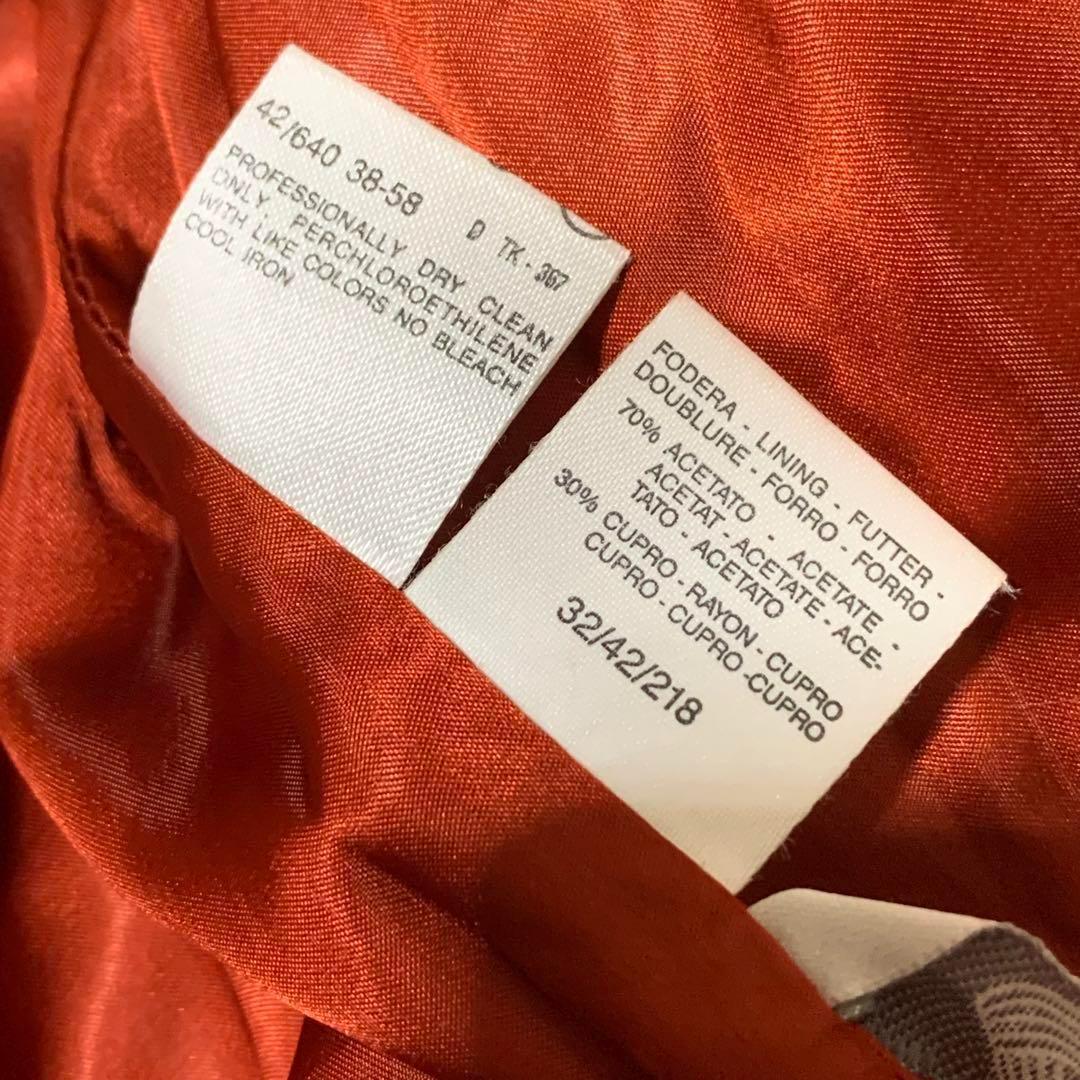 42/640 38-58
D TK - 367
PROFESSIONALLY DRY CLEAN
ONLY, PERCHLOROETHILENE
WITH LIKE COLORS NO BLEACH
COOL IRON
FODERA - LINING - FUTTER -
DOUBLURE - FORRO - FORRO
70% ACETATO - ACETATE -
ACETAT - ACETATE - ACE-
TATO - ACETATO
30% CUPRO - RAYON - CUPRO
CUPRO - CUPRO -CUPRO
32/42/218